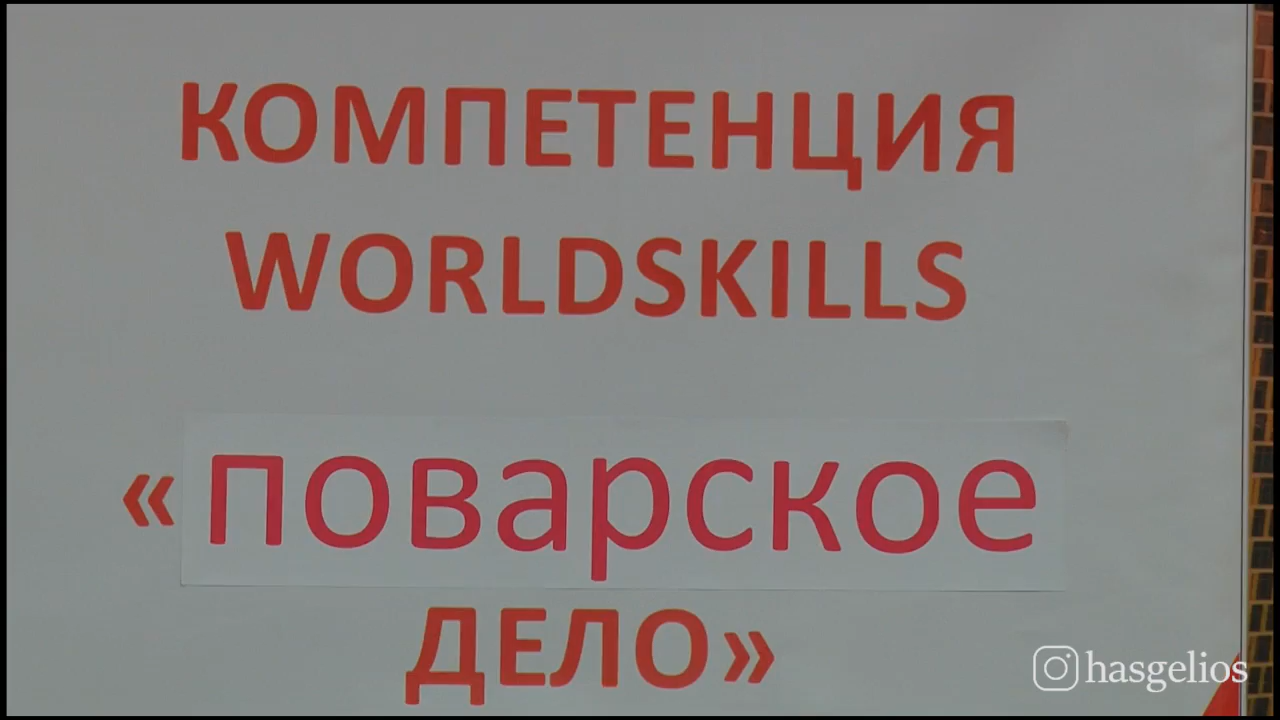 КОМПЕТЕНЦИЯ
WORLDSKILLS
«поварское
ДЕЛО»
hasgelios